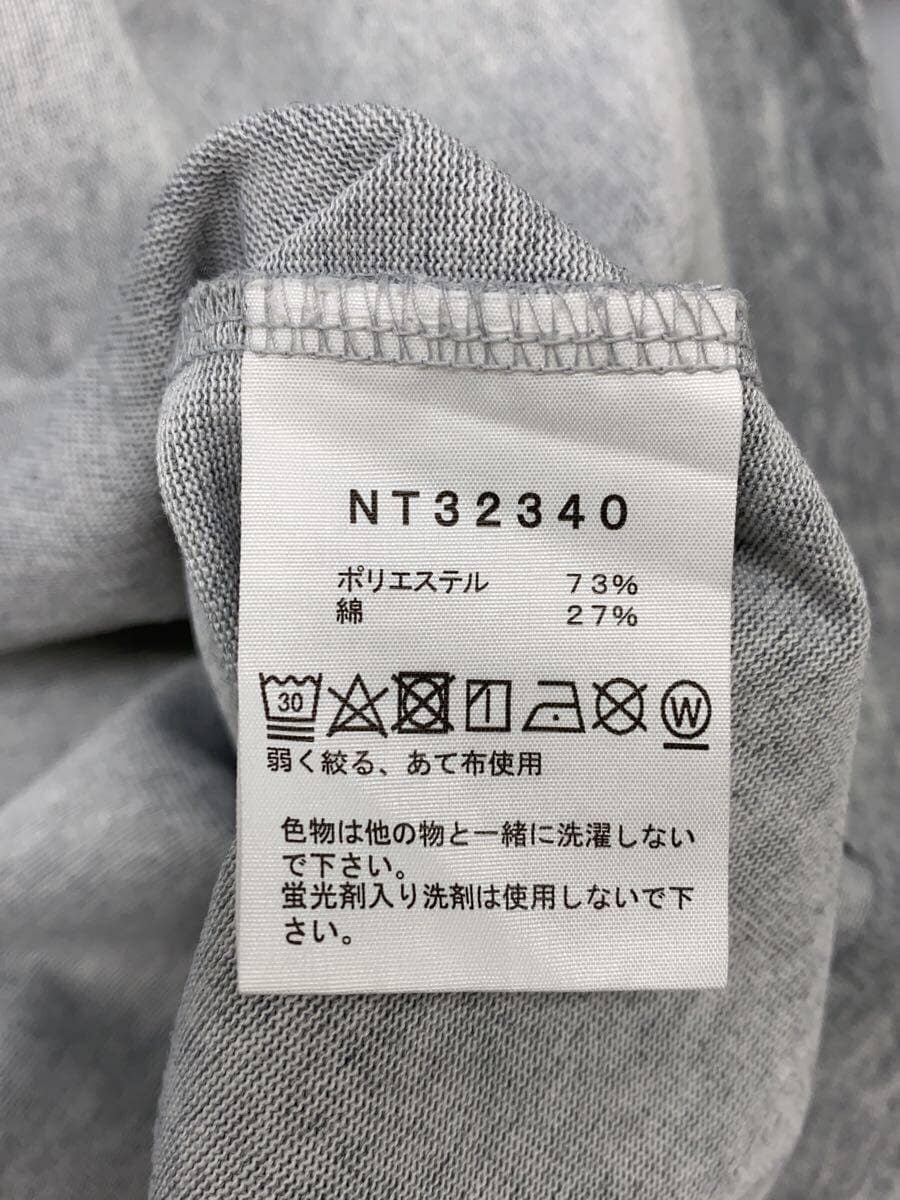 NT32340
ポリエステル 73%
綿 27%
30 W
弱く絞る、あて布使用
色物は他の物と一緒に洗濯しない
で下さい。
蛍光剤入り洗剤は使用しないで下
さい。